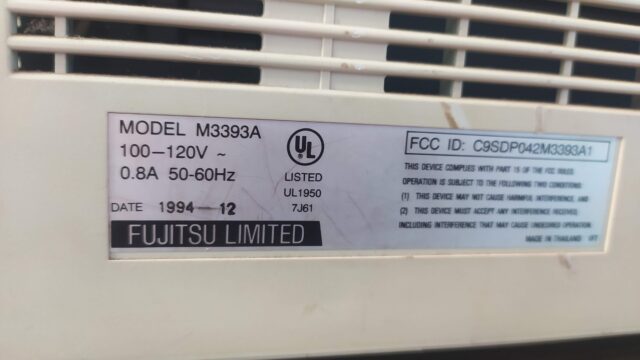 MODEL M3393A
100-120V ~
0.8A 50-60Hz
DATE 1994-12
FUJITSU LIMITED
UL
LISTED
UL1950
7J61
FCC ID: C9SDP042M3393A1
THIS DEVICE COMPLIES WITH PART 15 OF THE FCC RULES
OPERATION IS SUBJECT TO THE FOLLOWING TWO CONDITIONS:
(1) THIS DEVICE MAY NOT CAUSE HARMFUL INTERFERENCE, AND
(2) THIS DEVICE MUST ACCEPT ANY INTERFERENCE RECEIVED,
INCLUDING INTERFERENCE THAT MAY CAUSE UNDESIRED OPERATION.
MADE IN THAILAND